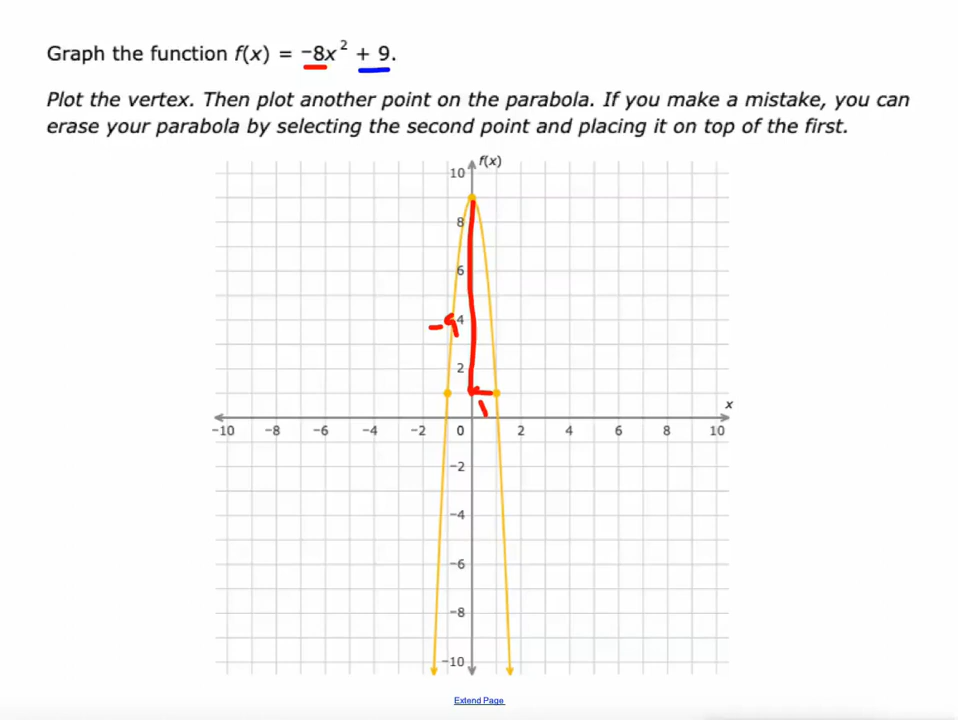 Graph the function f(x) = −8x² + 9.
Plot the vertex. Then plot another point on the parabola. If you make a mistake, you can
erase your parabola by selecting the second point and placing it on top of the first.
f(x)
10
8
6
4
2
x
−10 −8 −6 −4 −2 0 2 4 6 8 10
−2
−4
−6
−8
−10
Extend Page